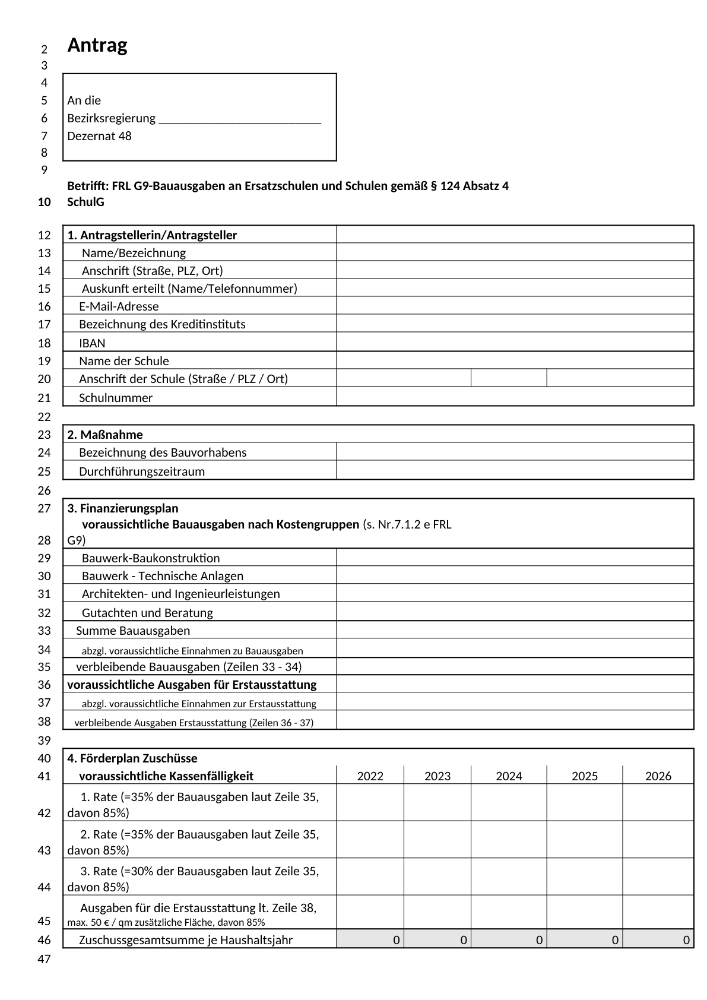 2 Antrag
3
4
5 An die
6 Bezirksregierung _________________________
7 Dezernat 48
8
9
Betrifft: FRL G9-Bauausgaben an Ersatzschulen und Schulen gemäß § 124 Absatz 4
10 SchulG
12 1. Antragstellerin/Antragsteller
13 Name/Bezeichnung
14 Anschrift (Straße, PLZ, Ort)
15 Auskunft erteilt (Name/Telefonnummer)
16 E-Mail-Adresse
17 Bezeichnung des Kreditinstituts
18 IBAN
19 Name der Schule
20 Anschrift der Schule (Straße / PLZ / Ort)
21 Schulnummer
22
23 2. Maßnahme
24 Bezeichnung des Bauvorhabens
25 Durchführungszeitraum
26
27 3. Finanzierungsplan
voraussichtliche Bauausgaben nach Kostengruppen (s. Nr.7.1.2 e FRL
28 G9)
29 Bauwerk-Baukonstruktion
30 Bauwerk - Technische Anlagen
31 Architekten- und Ingenieurleistungen
32 Gutachten und Beratung
33 Summe Bauausgaben
34 abzgl. voraussichtliche Einnahmen zu Bauausgaben
35 verbleibende Bauausgaben (Zeilen 33 - 34)
36 voraussichtliche Ausgaben für Erstausstattung
37 abzgl. voraussichtliche Einnahmen zur Erstausstattung
38 verbleibende Ausgaben Erstausstattung (Zeilen 36 - 37)
39
40 4. Förderplan Zuschüsse
41 voraussichtliche Kassenfälligkeit 2022 2023 2024 2025 2026
1. Rate (=35% der Bauausgaben laut Zeile 35,
42 davon 85%)
2. Rate (=35% der Bauausgaben laut Zeile 35,
43 davon 85%)
3. Rate (=30% der Bauausgaben laut Zeile 35,
44 davon 85%)
Ausgaben für die Erstausstattung lt. Zeile 38,
45 max. 50 € / qm zusätzliche Fläche, davon 85%
46 Zuschussgesamtsumme je Haushaltsjahr 0 0 0 0 0
47